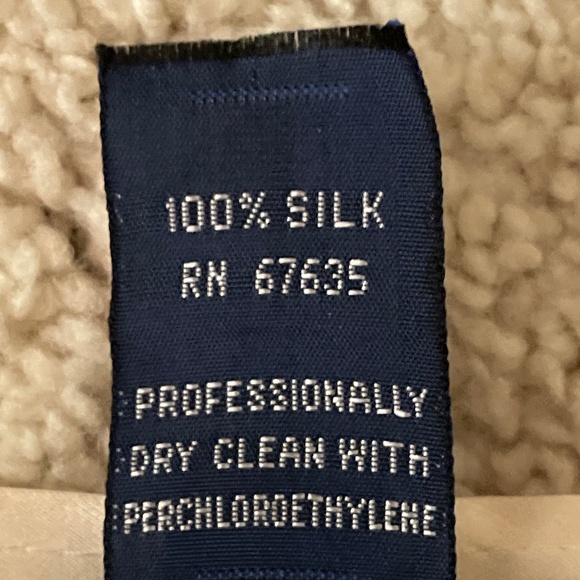 100% SILK
RN 67635
PROFESSIONALLY
DRY CLEAN WITH
PERCHLOROETHYLENE